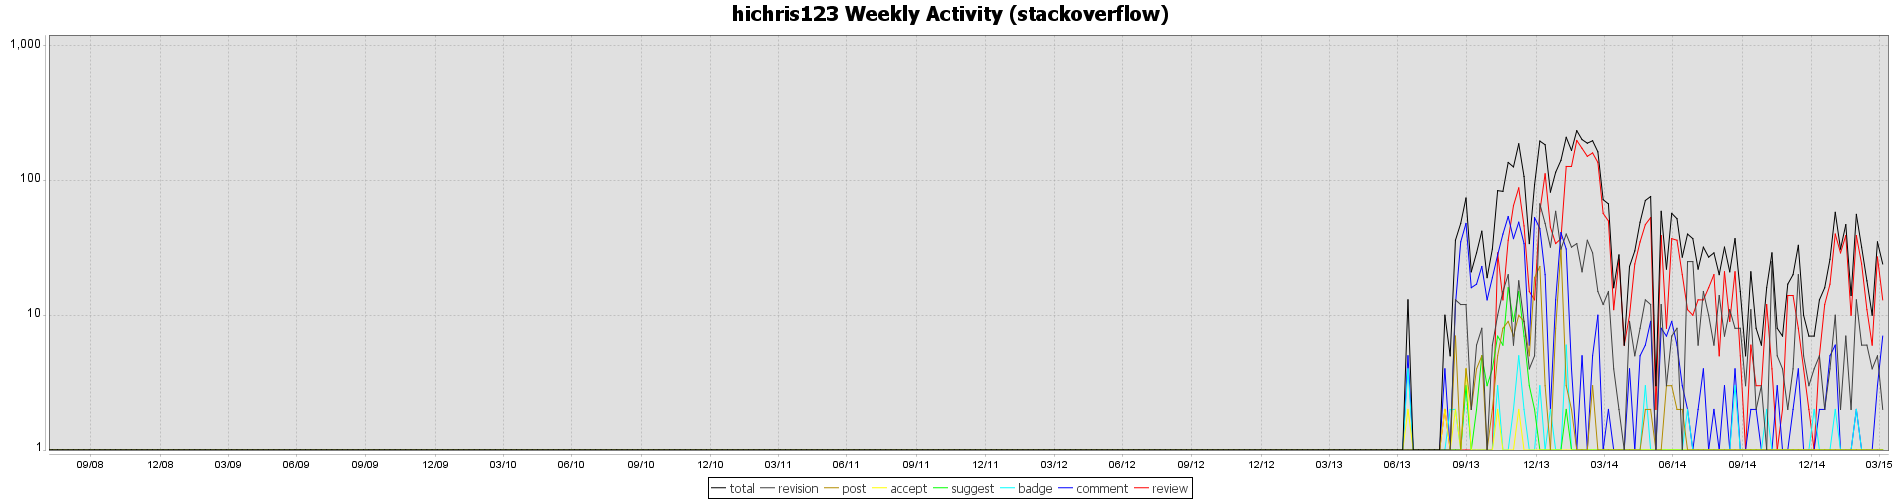 hichris123 Weekly Activity (stackoverflow)
1,000
100
10
1
09/08 12/08 03/09 06/09 09/09 12/09 03/10 06/10 09/10 12/10 03/11 06/11 09/11 12/11 03/12 06/12 09/12 12/12 03/13 06/13 09/13 12/13 03/14 06/14 09/14 12/14 03/15
total revision post accept suggest badge comment review